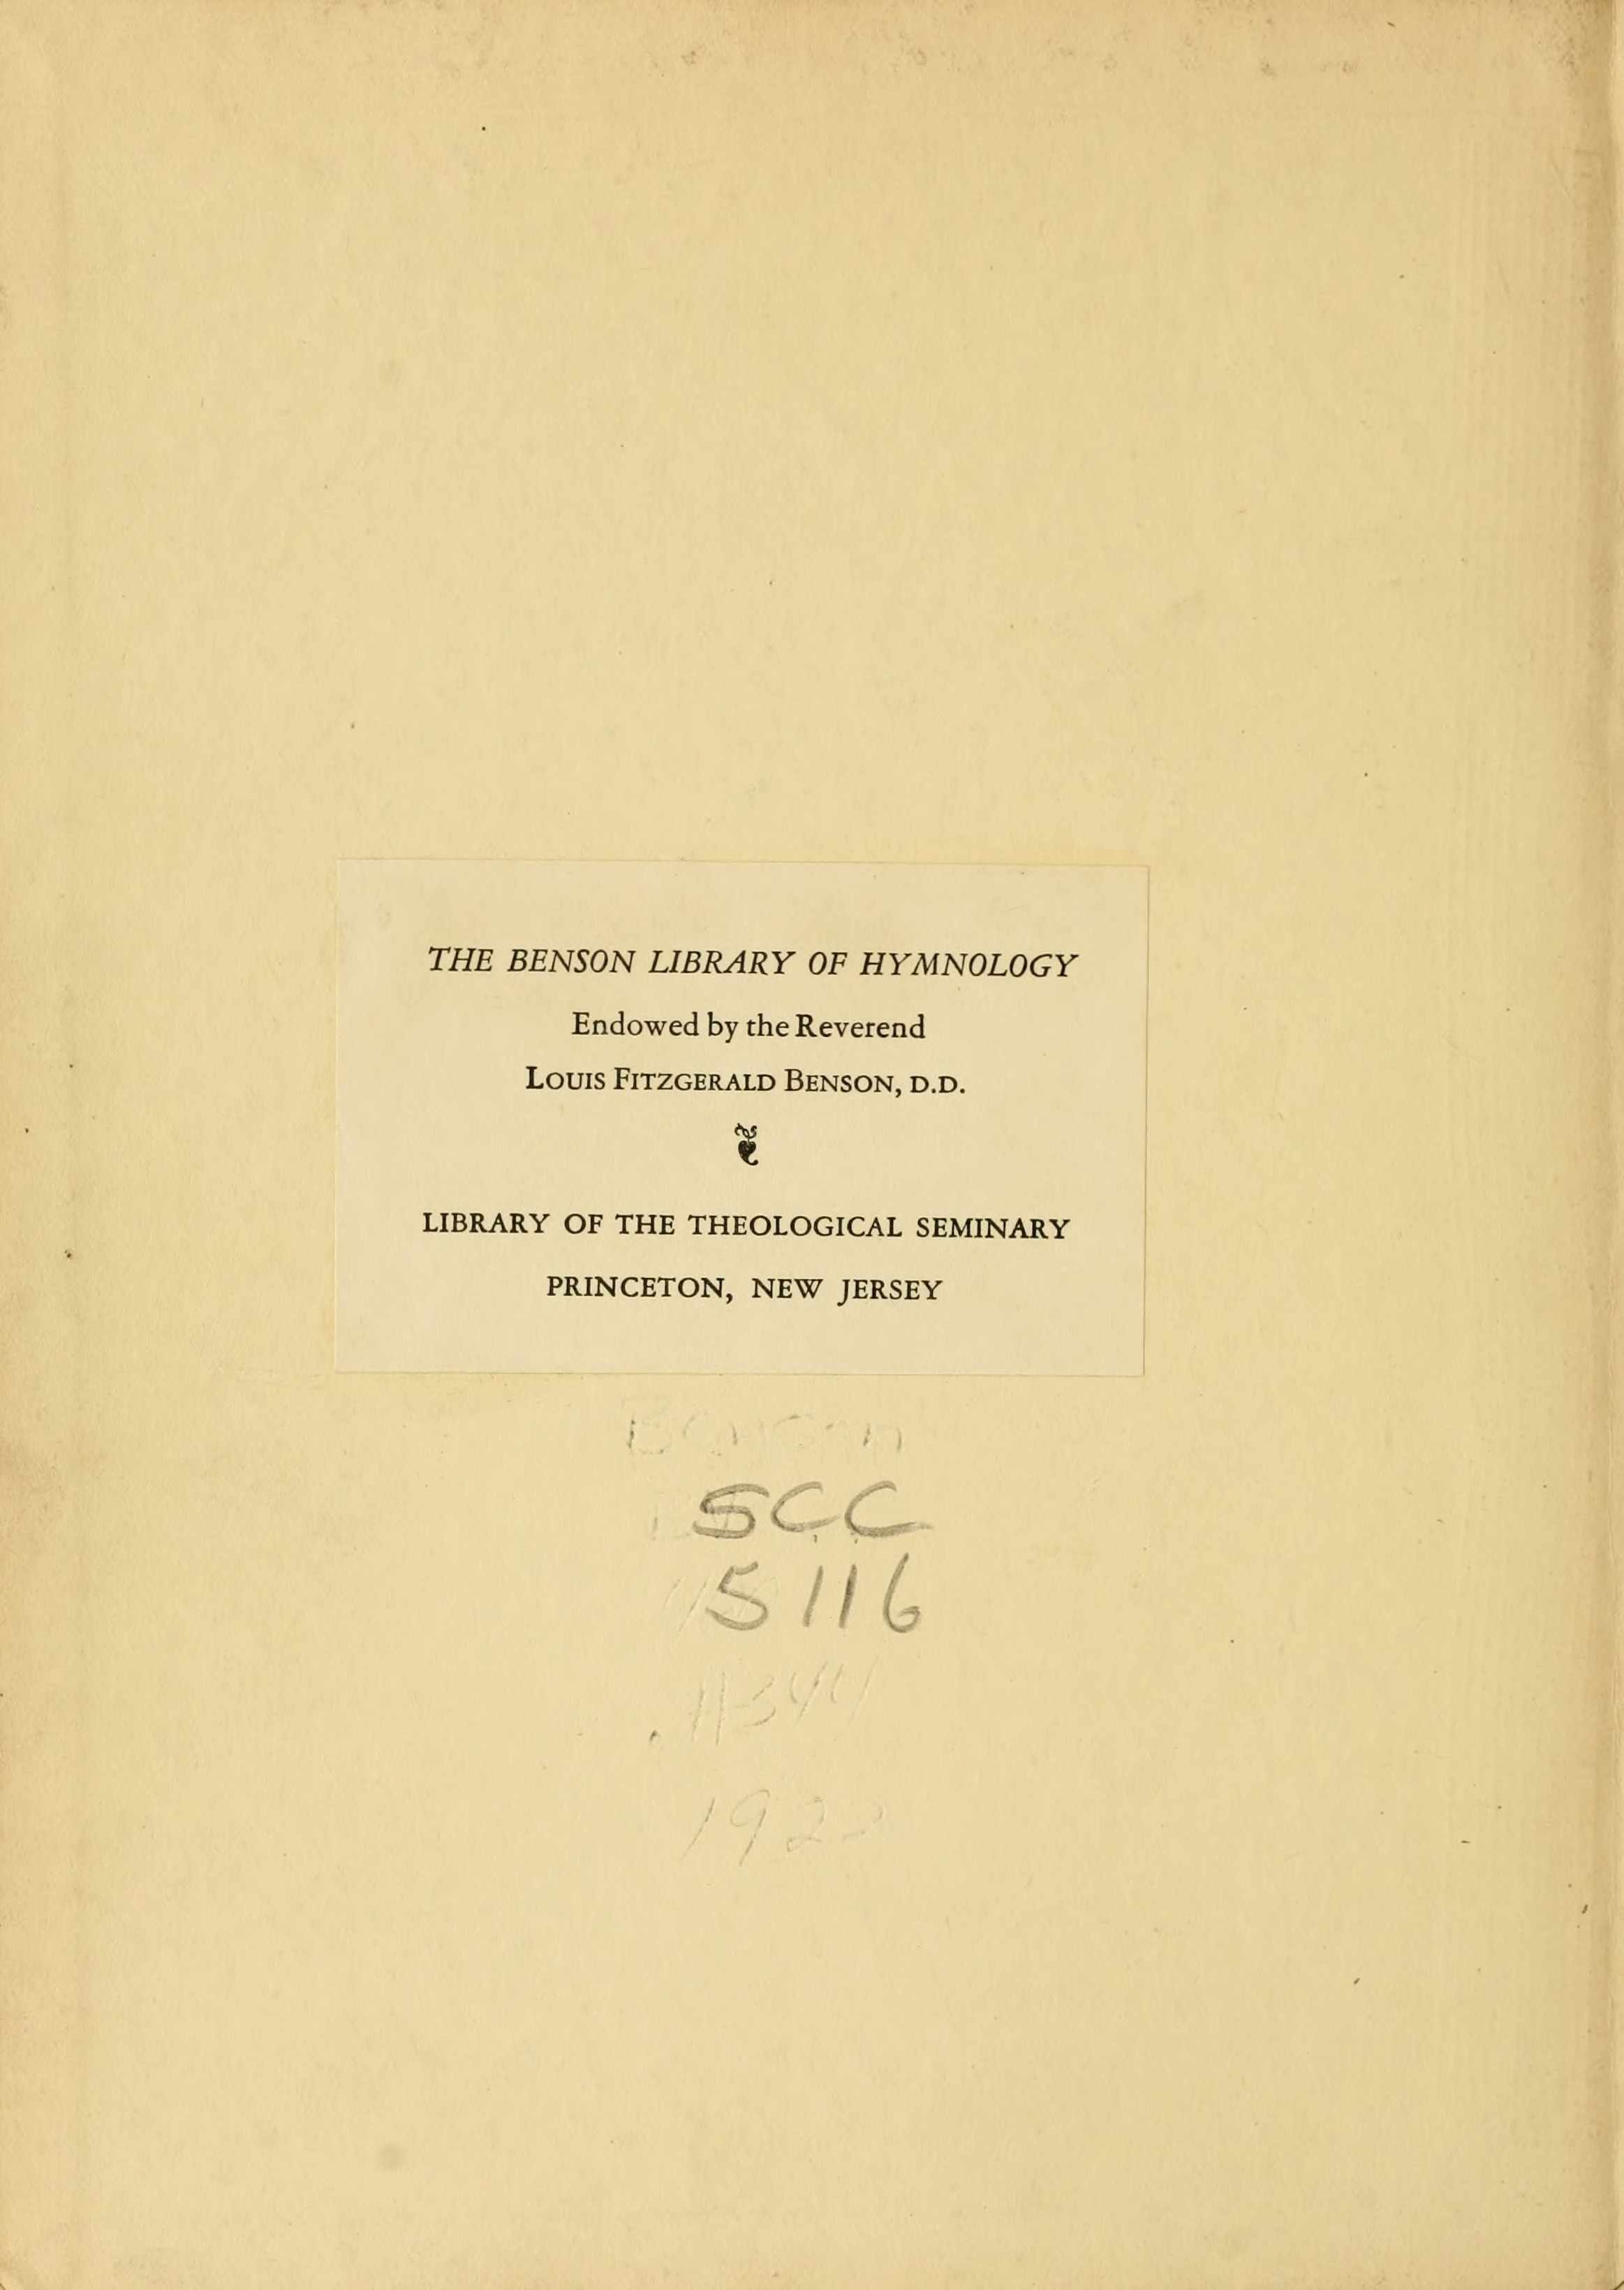 THE BENSON LIBRARY OF HYMNOLOGY
Endowed by the Reverend
LOUIS FITZGERALD BENSON, D.D.
LIBRARY OF THE THEOLOGICAL SEMINARY
PRINCETON, NEW JERSEY
Benson
SCC
5116